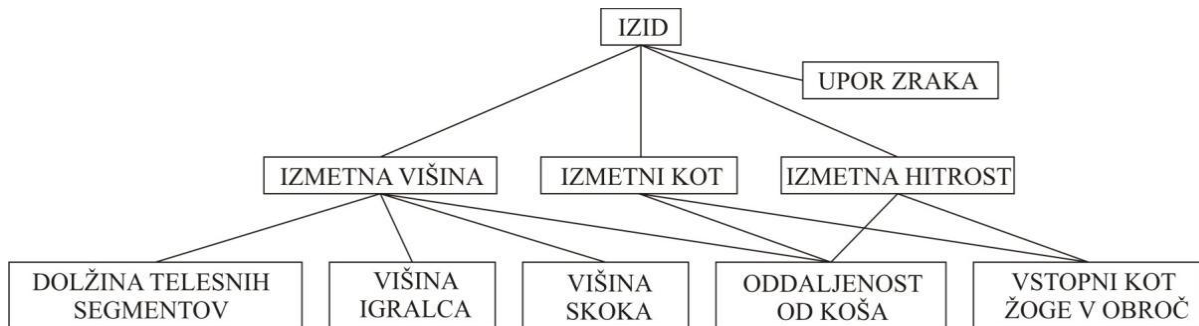 IZID
UPOR ZRAKA
IZMETNA VIŠINA
IZMETNI KOT
IZMETNA HITROST
DOLŽINA TELESNIH
SEGMENTOV
VIŠINA
IGRALCA
VIŠINA
SKOKA
ODDALJENOST
OD KOŠA
VSTOPNI KOT
ŽOGE V OBROČ